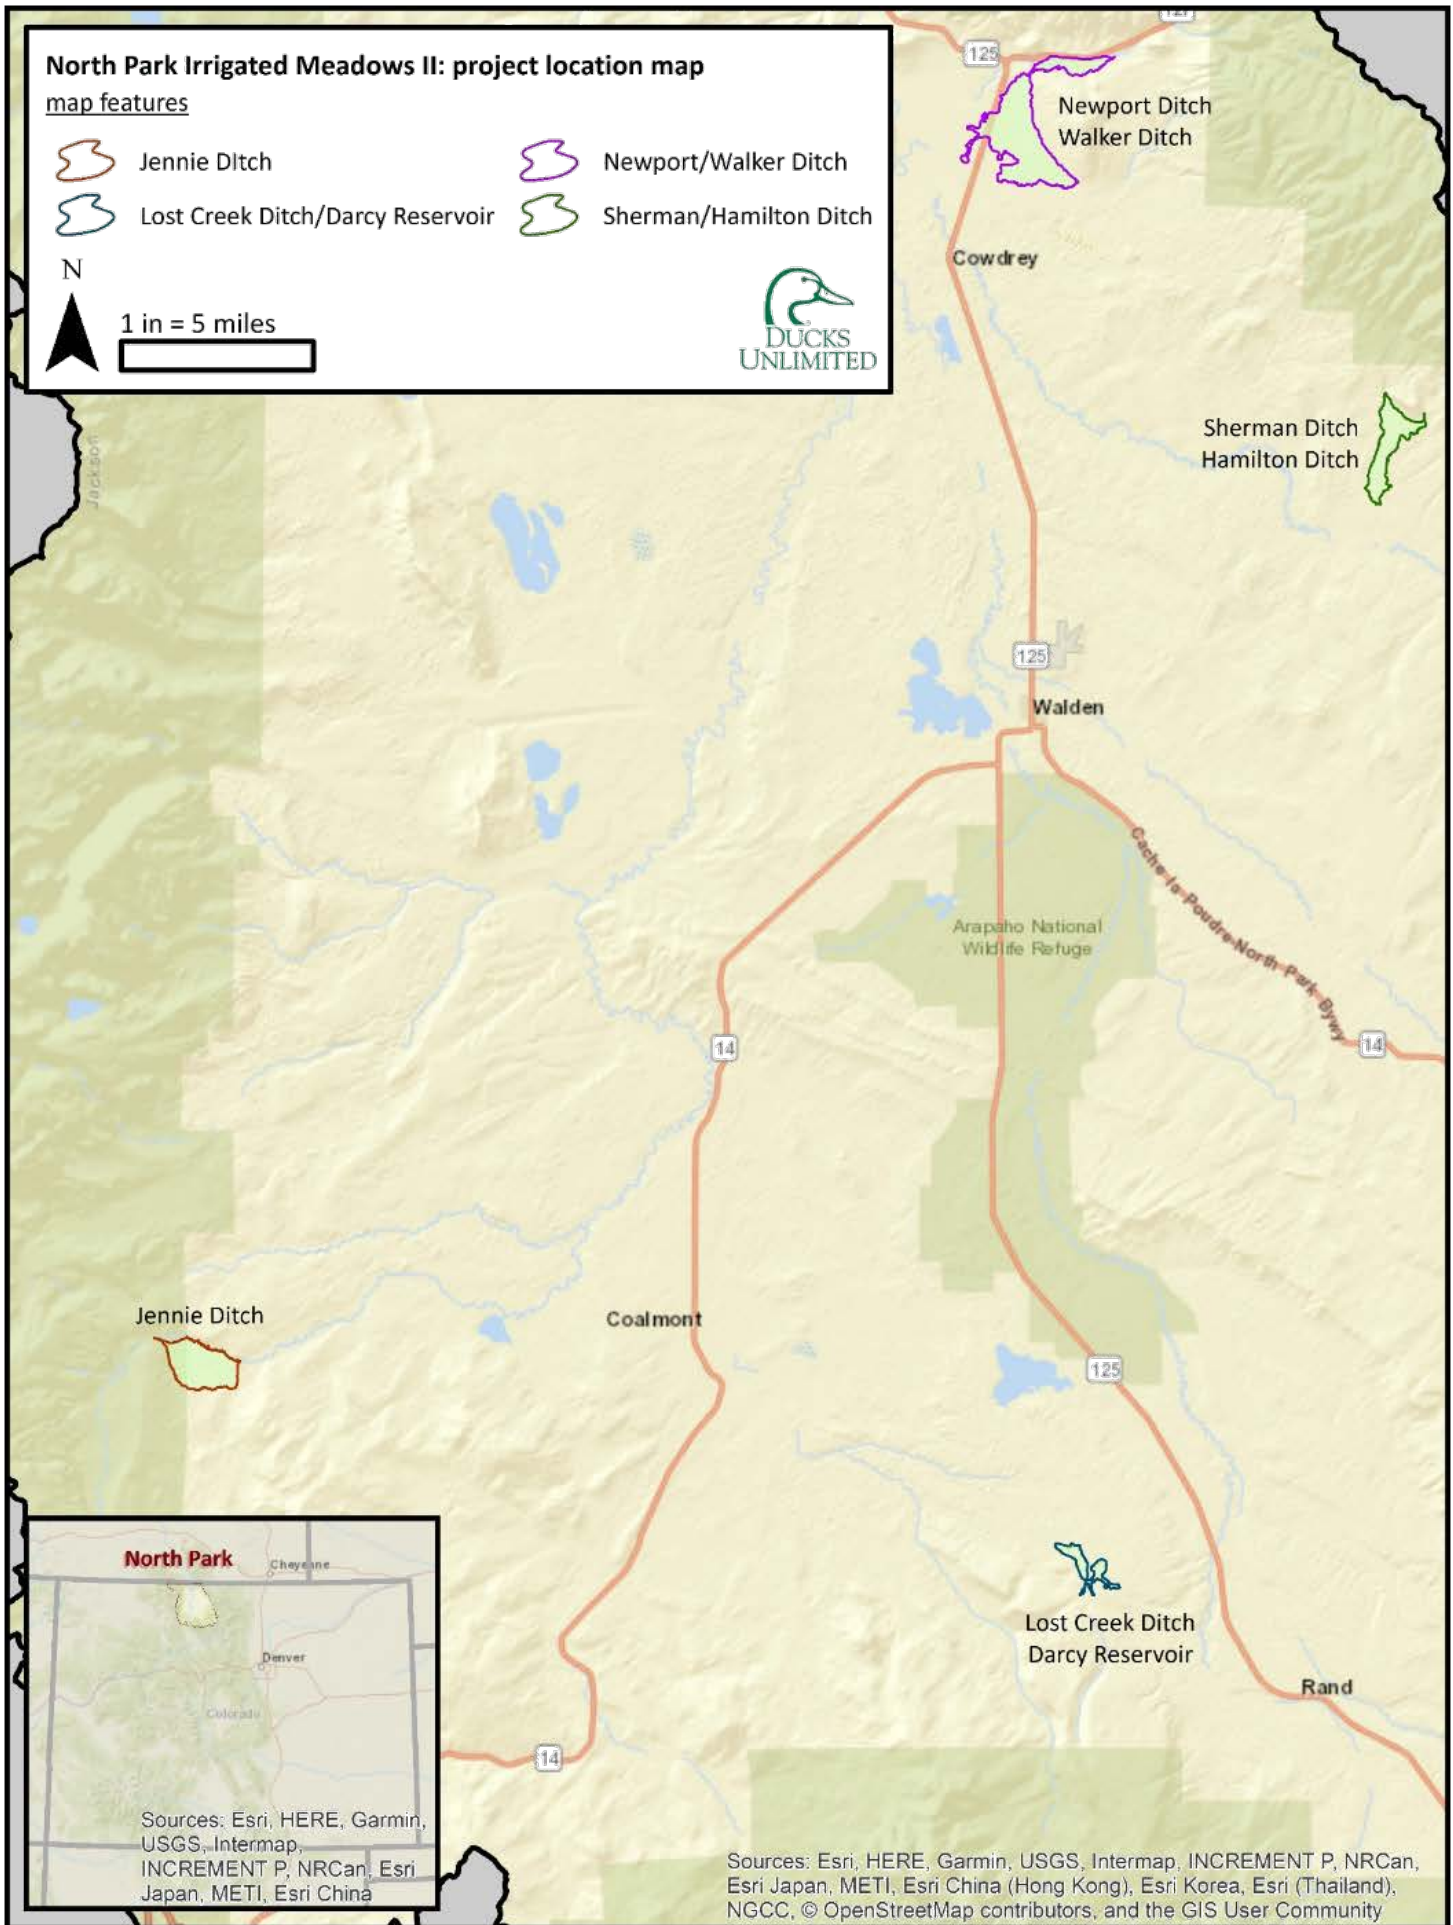 North Park Irrigated Meadows II: project location map
map features
Jennie DItch
Newport/Walker Ditch
Lost Creek Ditch/Darcy Reservoir
Sherman/Hamilton Ditch
N
1 in = 5 miles
DUCKS
UNLIMITED
127
125
Newport Ditch
Walker Ditch
Cowdrey
Jackson
Sherman Ditch
Hamilton Ditch
125
Walden
Cache la Poudre-North Park Bywy
Arapaho National
Wildlife Refuge
14
14
Jennie Ditch
Coalmont
125
Lost Creek Ditch
Darcy Reservoir
Rand
14
North Park
Cheyenne
Denver
Colorado
Sources: Esri, HERE, Garmin,
USGS, Intermap,
INCREMENT P, NRCan, Esri
Japan, METI, Esri China
Sources: Esri, HERE, Garmin, USGS, Intermap, INCREMENT P, NRCan,
Esri Japan, METI, Esri China (Hong Kong), Esri Korea, Esri (Thailand),
NGCC, © OpenStreetMap contributors, and the GIS User Community